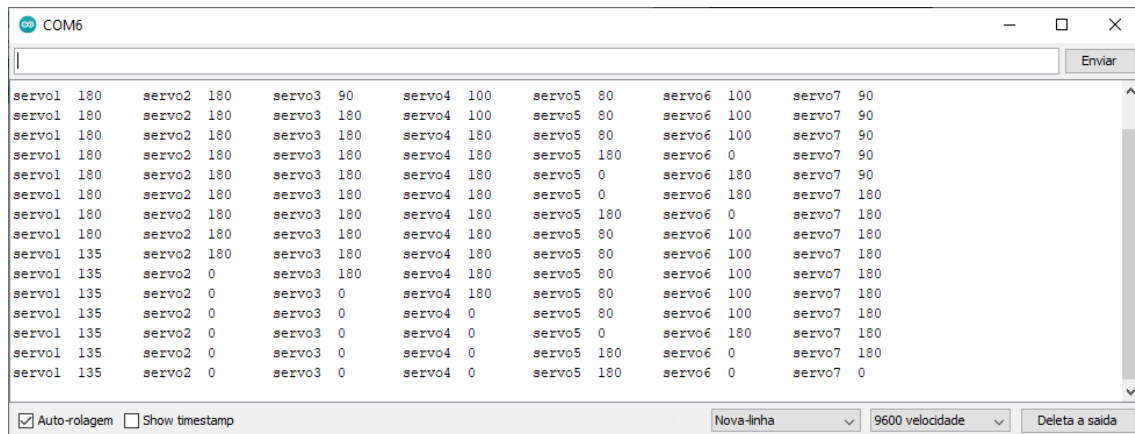 COM6
Enviar
servo1 180 servo2 180 servo3 90 servo4 100 servo5 80 servo6 100 servo7 90
servo1 180 servo2 180 servo3 180 servo4 100 servo5 80 servo6 100 servo7 90
servo1 180 servo2 180 servo3 180 servo4 180 servo5 80 servo6 100 servo7 90
servo1 180 servo2 180 servo3 180 servo4 180 servo5 180 servo6 0 servo7 90
servo1 180 servo2 180 servo3 180 servo4 180 servo5 0 servo6 180 servo7 90
servo1 180 servo2 180 servo3 180 servo4 180 servo5 0 servo6 180 servo7 180
servo1 180 servo2 180 servo3 180 servo4 180 servo5 180 servo6 0 servo7 180
servo1 180 servo2 180 servo3 180 servo4 180 servo5 80 servo6 100 servo7 180
servo1 135 servo2 180 servo3 180 servo4 180 servo5 80 servo6 100 servo7 180
servo1 135 servo2 0 servo3 180 servo4 180 servo5 80 servo6 100 servo7 180
servo1 135 servo2 0 servo3 0 servo4 180 servo5 80 servo6 100 servo7 180
servo1 135 servo2 0 servo3 0 servo4 0 servo5 80 servo6 100 servo7 180
servo1 135 servo2 0 servo3 0 servo4 0 servo5 0 servo6 180 servo7 180
servo1 135 servo2 0 servo3 0 servo4 0 servo5 180 servo6 0 servo7 180
servo1 135 servo2 0 servo3 0 servo4 0 servo5 180 servo6 0 servo7 0
Auto-rolagem Show timestamp Nova-linha 9600 velocidade Deleta a saida